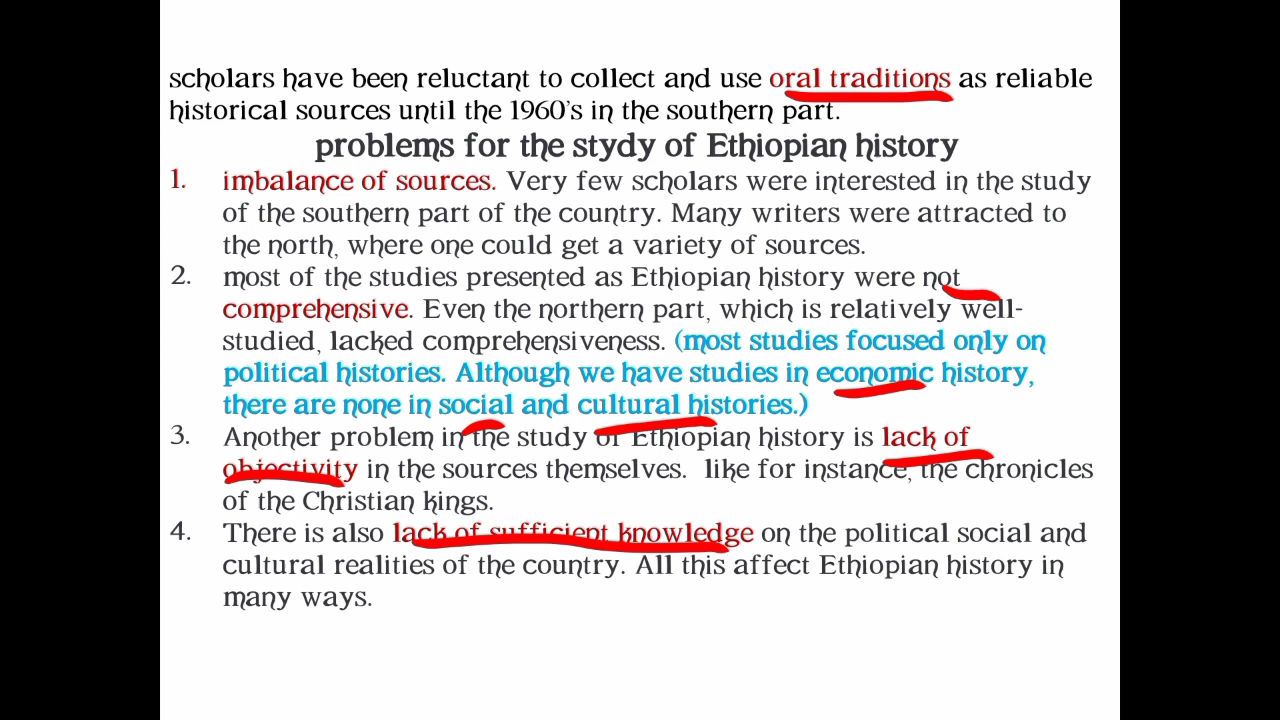 scholars have been reluctant to collect and use oral traditions as reliable
historical sources until the 1960's in the southern part.
problems for the stydy of Ethiopian history
1. imbalance of sources. Very few scholars were interested in the study
of the southern part of the country. Many writers were attracted to
the north, where one could get a variety of sources.
2. most of the studies presented as Ethiopian history were not
comprehensive. Even the northern part, which is relatively well-
studied, lacked comprehensiveness. (most studies focused only on
political histories. Although we have studies in economic history,
there are none in social and cultural histories.)
3. Another problem in the study of Ethiopian history is lack of
objectivity in the sources themselves. like for instance, the chronicles
of the Christian kings.
4. There is also lack of sufficient knowledge on the political social and
cultural realities of the country. All this affect Ethiopian history in
many ways.